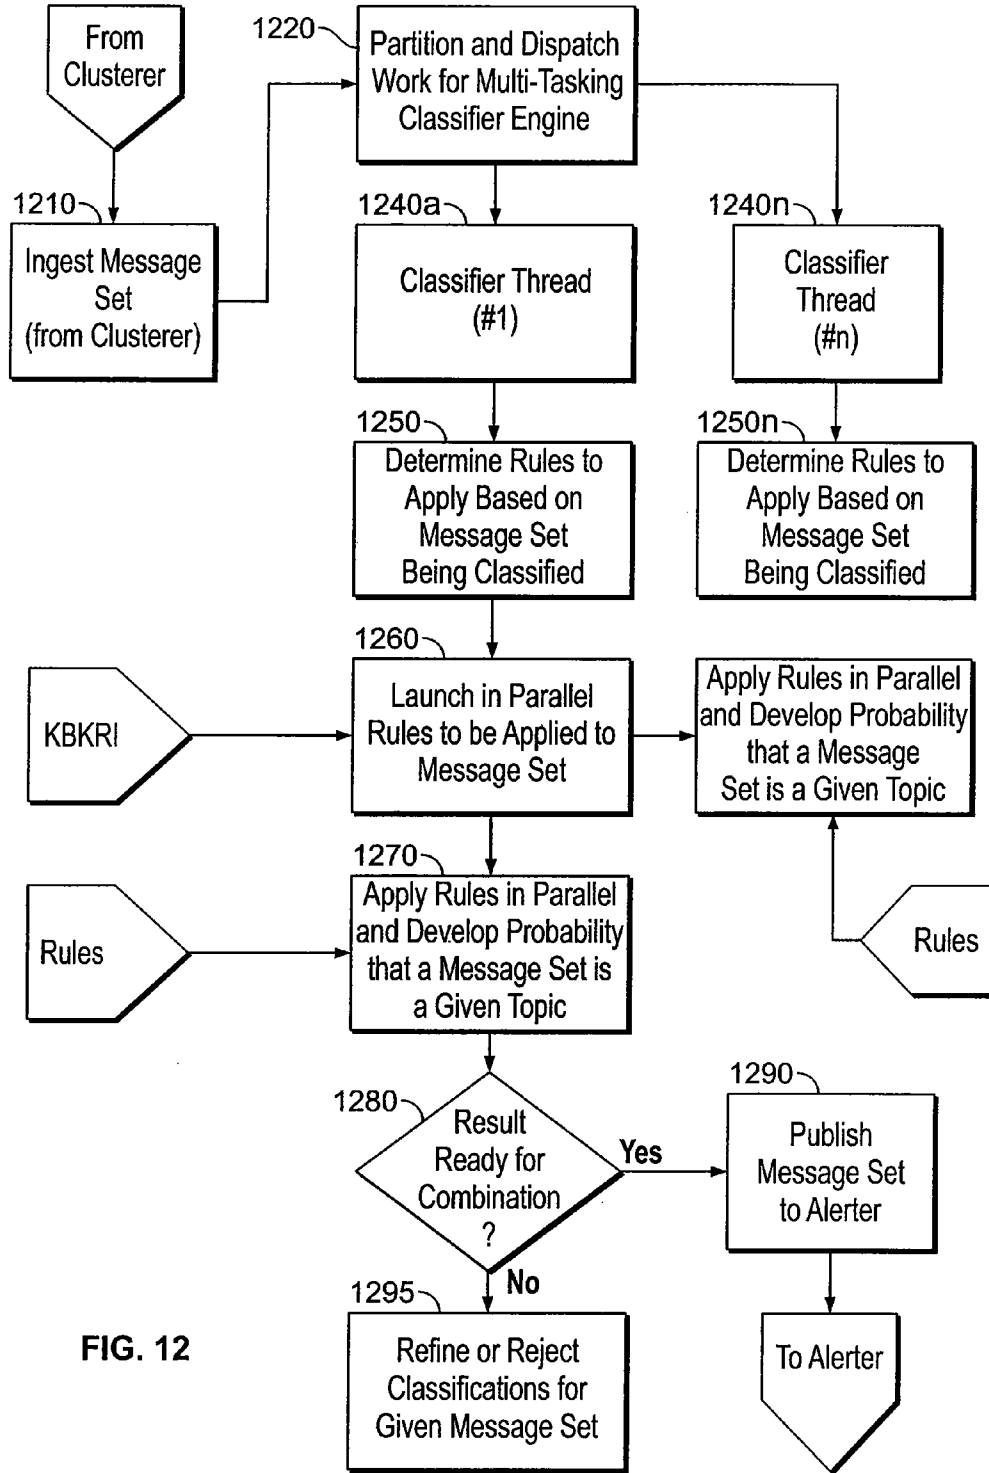 From
Clusterer
1220
Partition and Dispatch
Work for Multi-Tasking
Classifier Engine
1210
Ingest Message
Set
(from Clusterer)
1240a
Classifier Thread
(#1)
1240n
Classifier
Thread
(#n)
1250
Determine Rules to
Apply Based on
Message Set
Being Classified
1250n
Determine Rules to
Apply Based on
Message Set
Being Classified
KBKRI
1260
Launch in Parallel
Rules to be Applied to
Message Set
Apply Rules in Parallel
and Develop Probability
that a Message
Set is a Given Topic
Rules
1270
Apply Rules in Parallel
and Develop Probability
that a Message Set is
a Given Topic
Rules
1280
Result
Ready for
Combination
?
Yes
No
1290
Publish
Message Set
to Alerter
1295
Refine or Reject
Classifications for
Given Message Set
To Alerter
FIG. 12